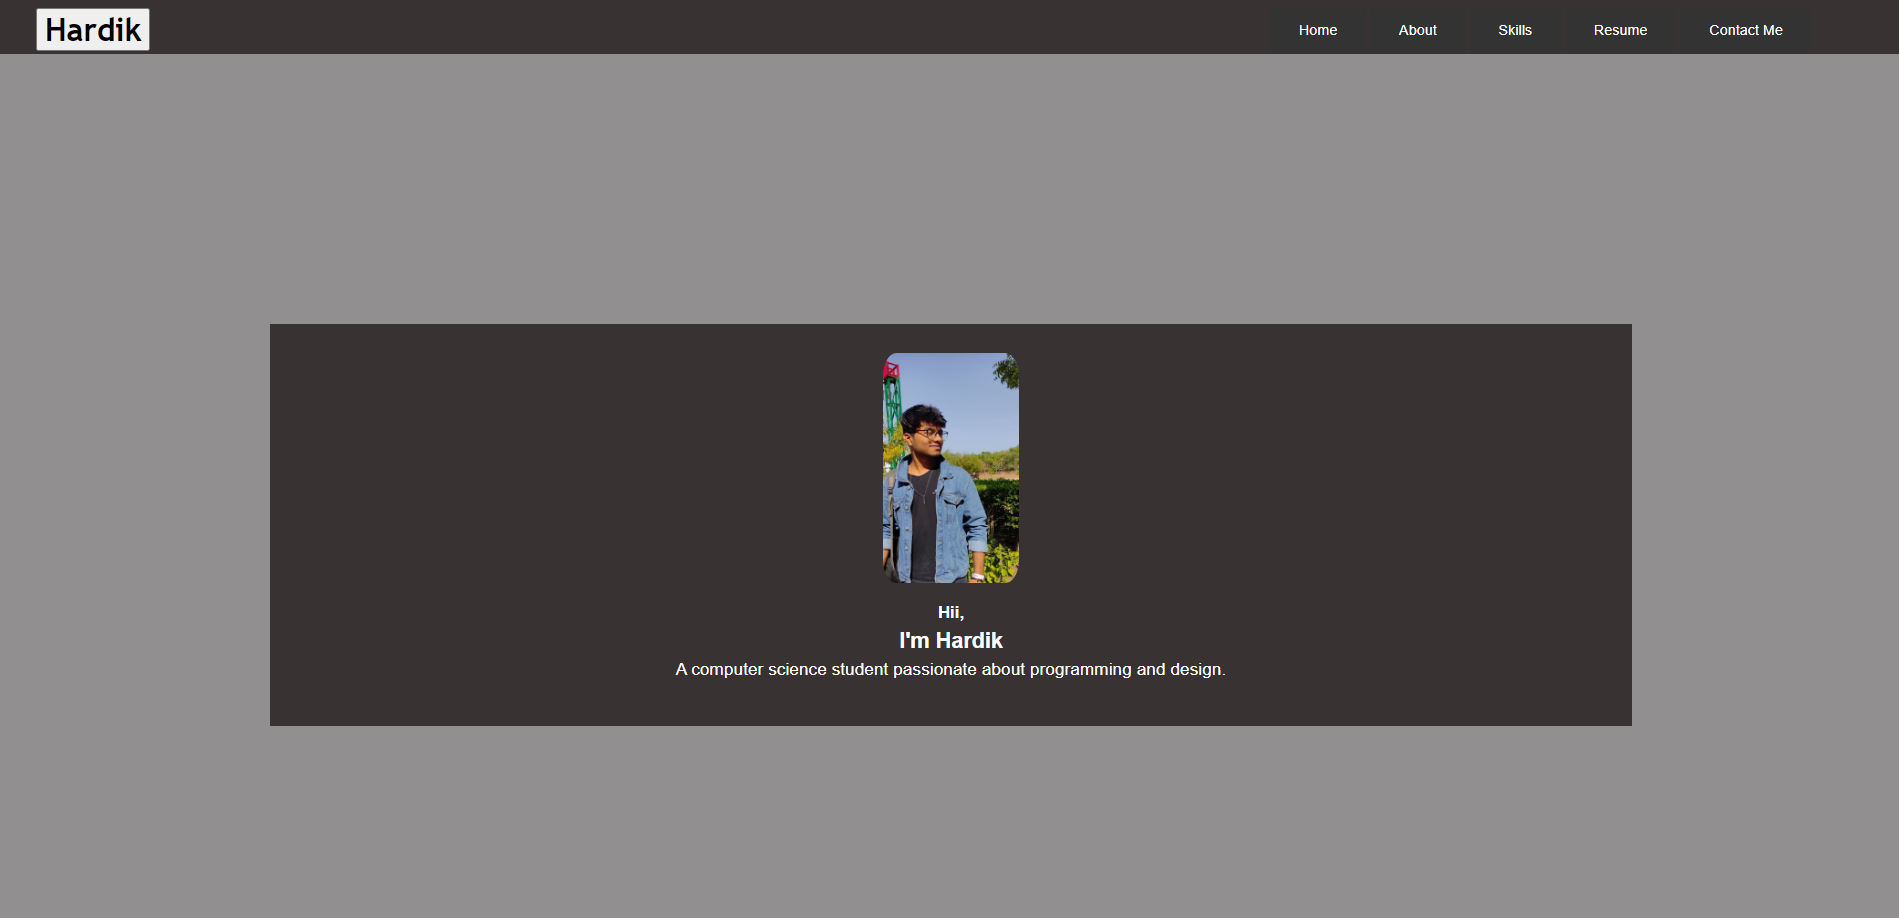 Hardik
Home About Skills Resume Contact Me
Hii,
I'm Hardik
A computer science student passionate about programming and design.